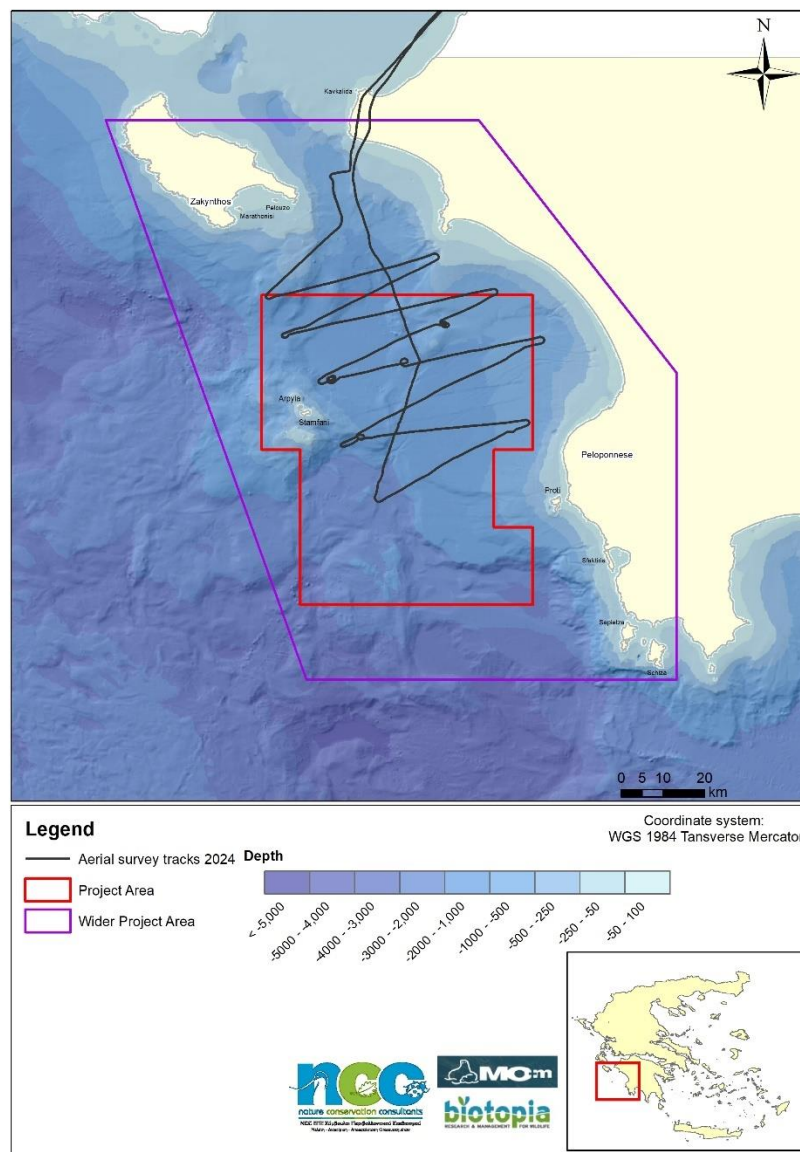 N
Kavkalida
Zakynthos
Pelouzo
Marathonisi
Arpyia
Stamfani
Peloponnese
Proti
Sfaktiria
Sapietza
Schiza
0 5 10 20
km
Legend
Aerial survey tracks 2024
Project Area
Wider Project Area
Depth
< -5,000
-5000 - -4,000
-4000 - -3,000
-3000 - -2,000
-2000 - -1,000
-1000 - -500
-500 - -250
-250 - -50
-50 - 100
Coordinate system:
WGS 1984 Tansverse Mercator
ncc
nature conservation consultants
MOm
biotopia
RESEARCH & MANAGEMENT FOR WILDLIFE